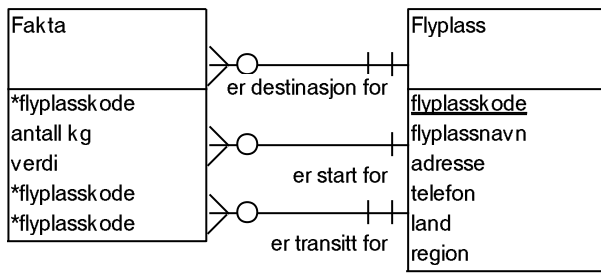 Fakta
*flyplasskode
antall kg
verdi
*flyplasskode
*flyplasskode
er destinasjon for
er start for
er transitt for
Flyplass
flyplasskode
flyplassnavn
adresse
telefon
land
region